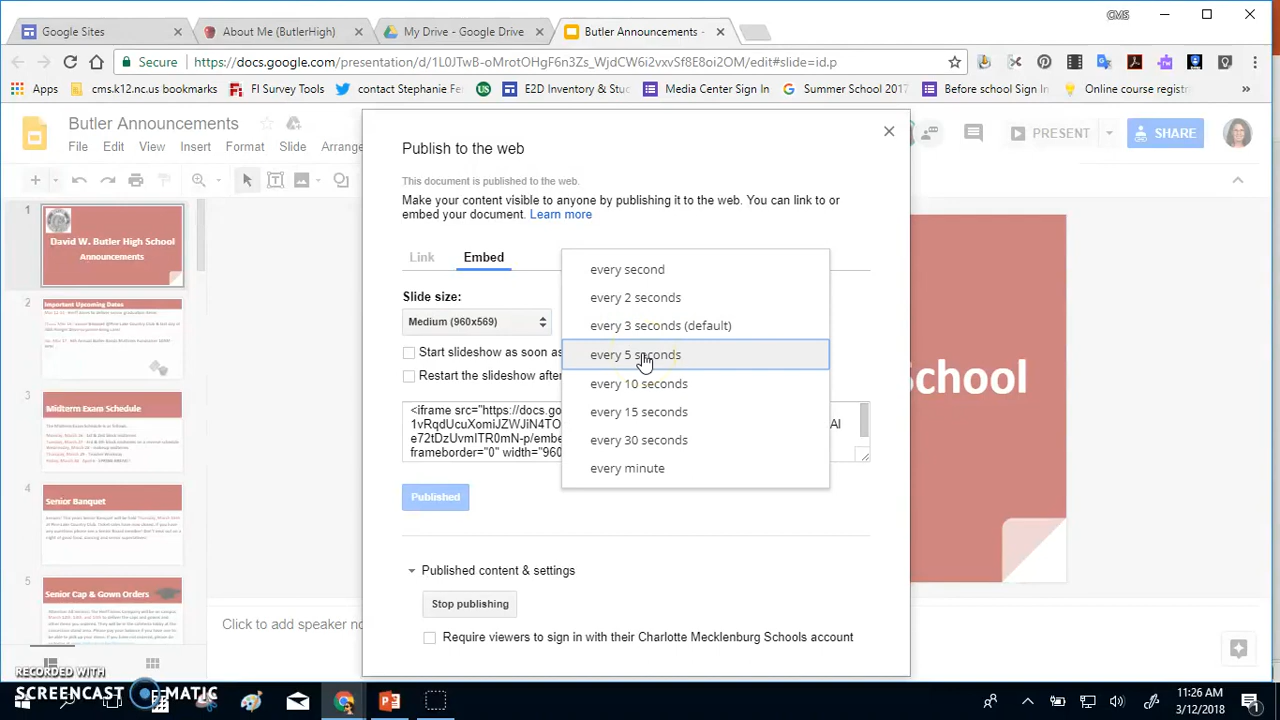 CMS
Google Sites
About Me (ButlerHigh)
My Drive - Google Drive
Butler Announcements -
Secure
https://docs.google.com/presentation/d/1L0JTw8-oMrotOHgF6n3Zs_WjdCW6i2vxvSf8E8oi2OM/edit#slide=id.p
Apps
cms.k12.nc.us bookmarks
FI Survey Tools
contact Stephanie Fe
US
E2D Inventory & Stud
Media Center Sign In
Summer School 2017
Before school Sign In
Online course registr
Butler Announcements
File Edit View Insert Format Slide Arrange
PRESENT
SHARE
1
David W. Butler High School
Announcements
2
Important Upcoming Dates
3
Midterm Exam Schedule
4
Senior Banquet
5
Senior Cap & Gown Orders
School
Click to add speaker no
Publish to the web
This document is published to the web.
Make your content visible to anyone by publishing it to the web. You can link to or
embed your document. Learn more
Link
Embed
Slide size:
Medium (960x569)
Start slideshow as soon as
Restart the slideshow after
every second
every 2 seconds
every 3 seconds (default)
every 5 seconds
every 10 seconds
every 15 seconds
every 30 seconds
every minute
<iframe src="https://docs.go
frameborder="0" width="960
Published
Published content & settings
Stop publishing
Require viewers to sign in with their Charlotte Mecklenburg Schools account
RECORDED WITH
SCREENCAST MATIC
11:26 AM
3/12/2018
1